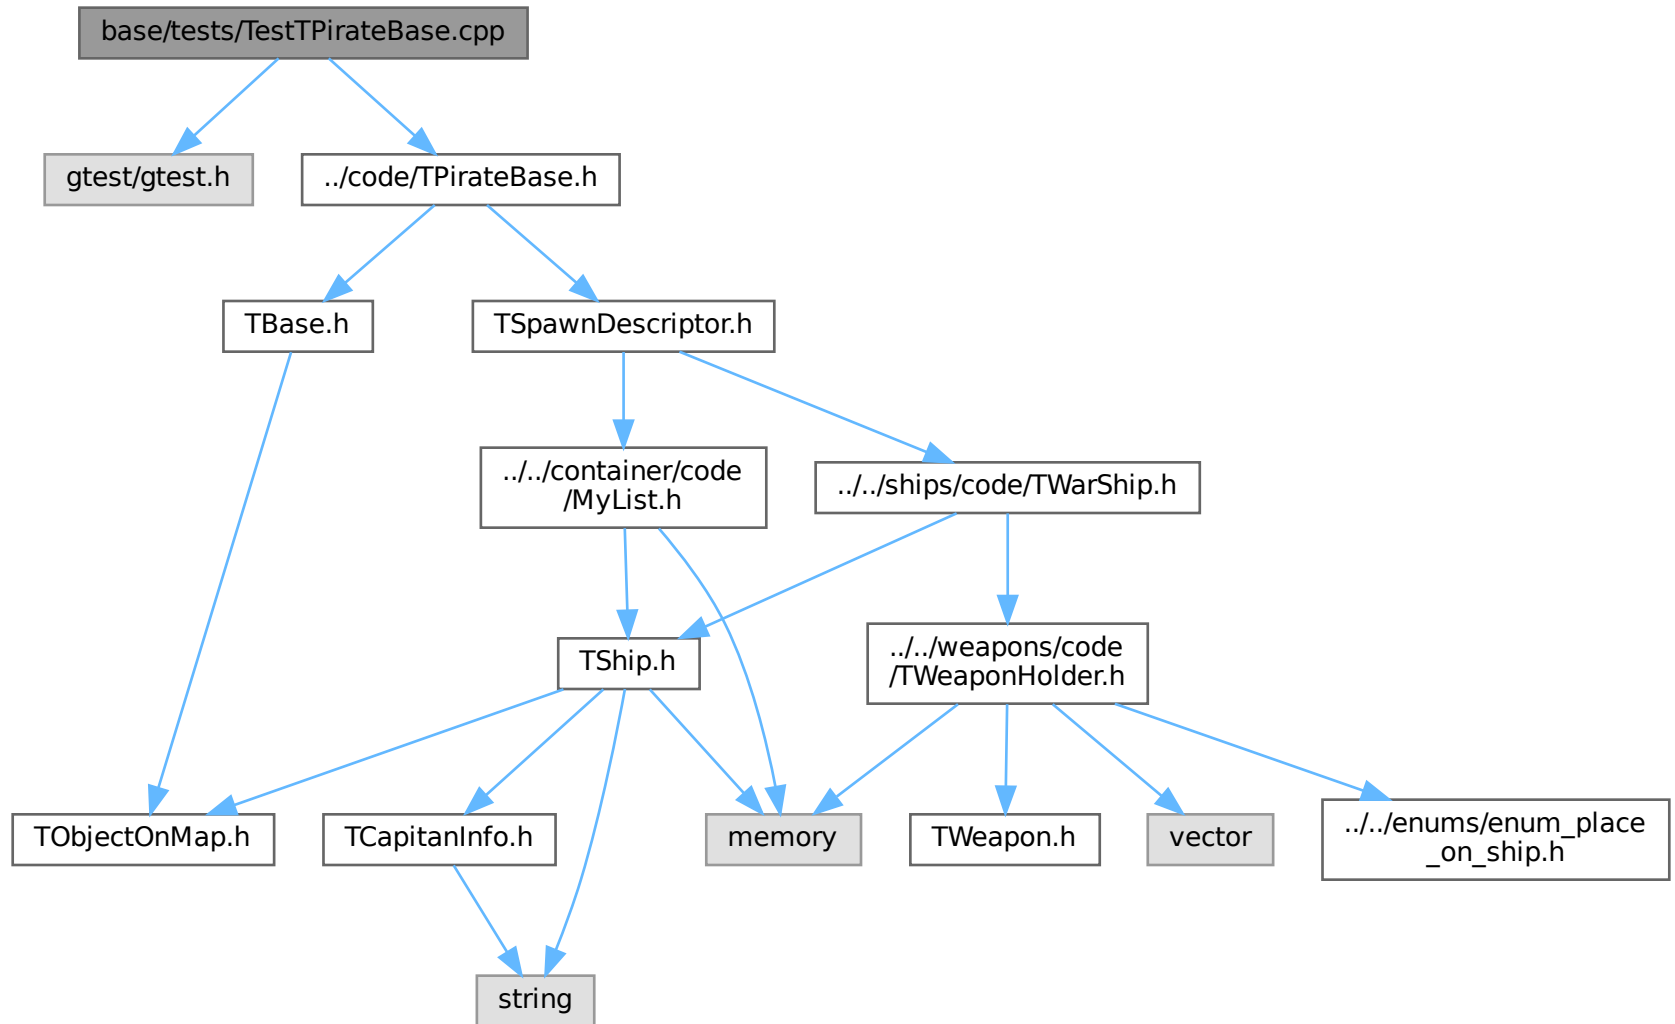 base/tests/TestTPirateBase.cpp
gtest/gtest.h
../code/TPirateBase.h
TBase.h
TSpawnDescriptor.h
../../container/code
/MyList.h
../../ships/code/TWarShip.h
TShip.h
../../weapons/code
/TWeaponHolder.h
TObjectOnMap.h
TCapitanInfo.h
memory
TWeapon.h
vector
../../enums/enum_place
_on_ship.h
string